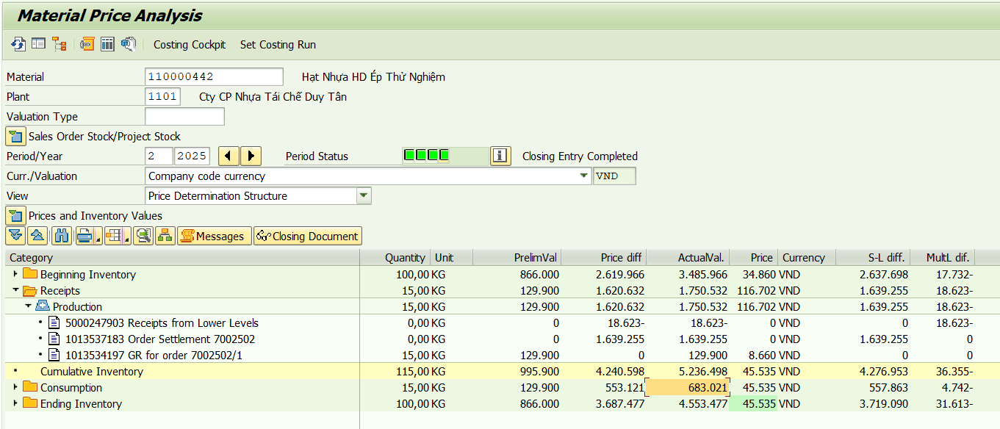 Material Price Analysis
Costing Cockpit Set Costing Run
Material 110000442 Hạt Nhựa HD Ép Thử Nghiệm
Plant 1101 Cty CP Nhựa Tái Chế Duy Tân
Valuation Type
Sales Order Stock/Project Stock
Period/Year 2 2025 Period Status Closing Entry Completed
Curr./Valuation Company code currency VND
View Price Determination Structure
Prices and Inventory Values
Messages Closing Document
Category Quantity Unit PrelimVal Price diff ActualVal. Price Currency S-L diff. MultL dif.
Beginning Inventory 100,00 KG 866.000 2.619.966 3.485.966 34.860 VND 2.637.698 17.732-
Receipts 15,00 KG 129.900 1.620.632 1.750.532 116.702 VND 1.639.255 18.623-
Production 15,00 KG 129.900 1.620.632 1.750.532 116.702 VND 1.639.255 18.623-
5000247903 Receipts from Lower Levels 0,00 KG 0 18.623- 18.623- 0 VND 0 18.623-
1013537183 Order Settlement 7002502 0,00 KG 0 1.639.255 1.639.255 0 VND 1.639.255 0
1013534197 GR for order 7002502/1 15,00 KG 129.900 0 129.900 8.660 VND 0 0
Cumulative Inventory 115,00 KG 995.900 4.240.598 5.236.498 45.535 VND 4.276.953 36.355-
Consumption 15,00 KG 129.900 553.121 683.021 45.535 VND 557.863 4.742-
Ending Inventory 100,00 KG 866.000 3.687.477 4.553.477 45.535 VND 3.719.090 31.613-